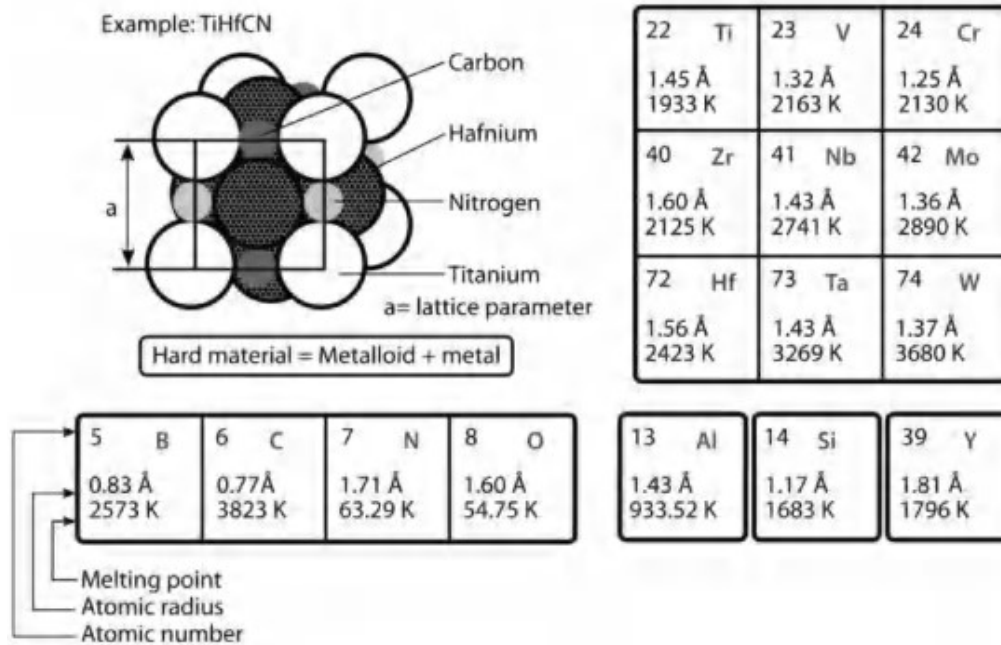 Example: TiHfCN
Carbon
Hafnium
Nitrogen
Titanium
a
a= lattice parameter
Hard material = Metalloid + metal
22 Ti
1.45 Å
1933 K
23 V
1.32 Å
2163 K
24 Cr
1.25 Å
2130 K
40 Zr
1.60 Å
2125 K
41 Nb
1.43 Å
2741 K
42 Mo
1.36 Å
2890 K
72 Hf
1.56 Å
2423 K
73 Ta
1.43 Å
3269 K
74 W
1.37 Å
3680 K
5 B
0.83 Å
2573 K
6 C
0.77Å
3823 K
7 N
1.71 Å
63.29 K
8 O
1.60 Å
54.75 K
13 Al
1.43 Å
933.52 K
14 Si
1.17 Å
1683 K
39 Y
1.81 Å
1796 K
Melting point
Atomic radius
Atomic number